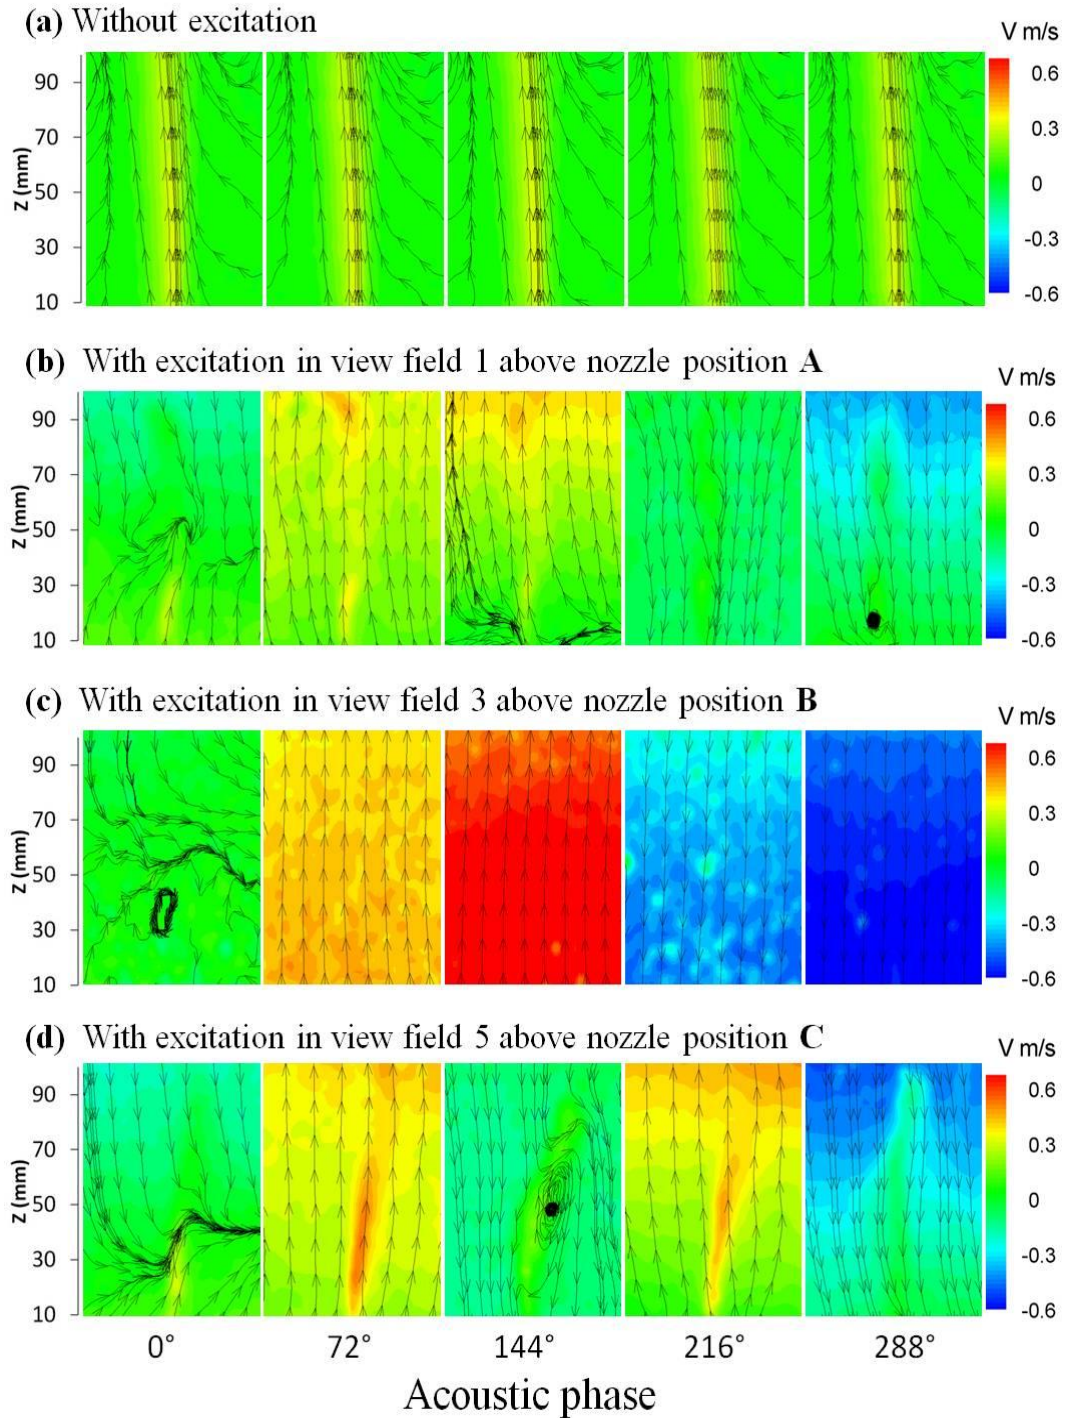 (a) Without excitation
V m/s
90
70
50
30
10
Z (mm)
0.6
0.3
0
-0.3
-0.6
(b) With excitation in view field 1 above nozzle position A
V m/s
90
70
50
30
10
Z (mm)
0.6
0.3
0
-0.3
-0.6
(c) With excitation in view field 3 above nozzle position B
V m/s
90
70
50
30
10
Z (mm)
0.6
0.3
0
-0.3
-0.6
(d) With excitation in view field 5 above nozzle position C
V m/s
90
70
50
30
10
Z (mm)
0.6
0.3
0
-0.3
-0.6
0° 72° 144° 216° 288°
Acoustic phase